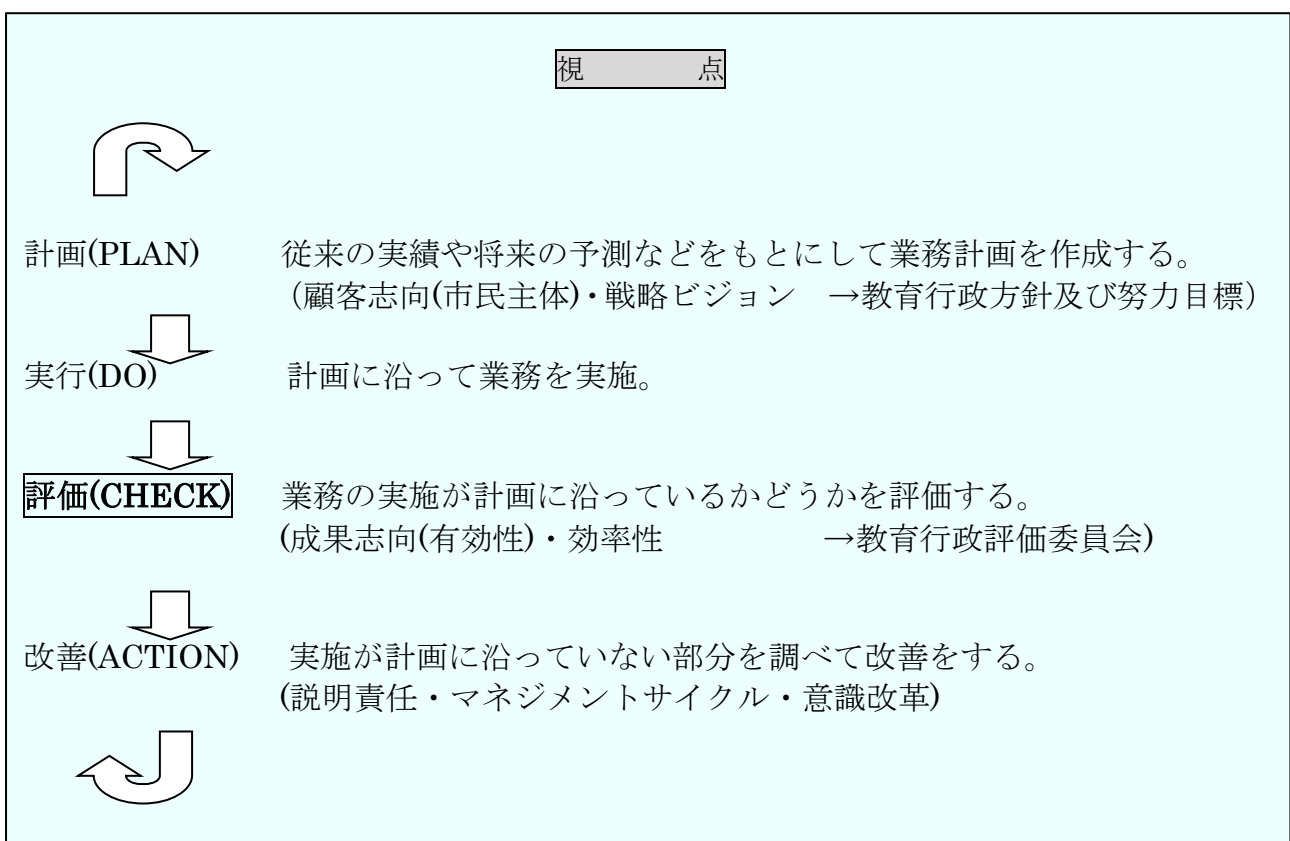 視　　　点
計画(PLAN)　従来の実績や将来の予測などをもとにして業務計画を作成する。
（顧客志向(市民主体)・戦略ビジョン　→教育行政方針及び努力目標）
実行(DO)　計画に沿って業務を実施。
評価(CHECK)　業務の実施が計画に沿っているかどうかを評価する。
(成果志向(有効性)・効率性　→教育行政評価委員会)
改善(ACTION)　実施が計画に沿っていない部分を調べて改善をする。
(説明責任・マネジメントサイクル・意識改革)